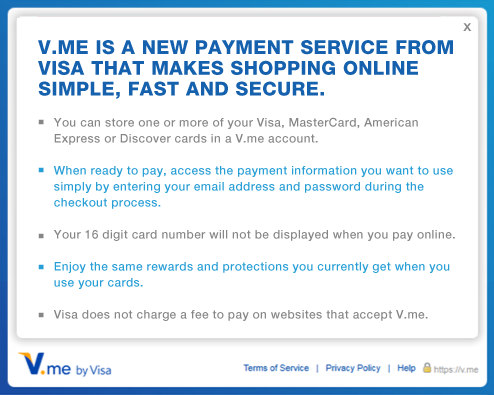 X
V.ME IS A NEW PAYMENT SERVICE FROM
VISA THAT MAKES SHOPPING ONLINE
SIMPLE, FAST AND SECURE.
You can store one or more of your Visa, MasterCard, American
Express or Discover cards in a V.me account.
When ready to pay, access the payment information you want to use
simply by entering your email address and password during the
checkout process.
Your 16 digit card number will not be displayed when you pay online.
Enjoy the same rewards and protections you currently get when you
use your cards.
Visa does not charge a fee to pay on websites that accept V.me.
V.me by Visa
Terms of Service | Privacy Policy | Help https://v.me